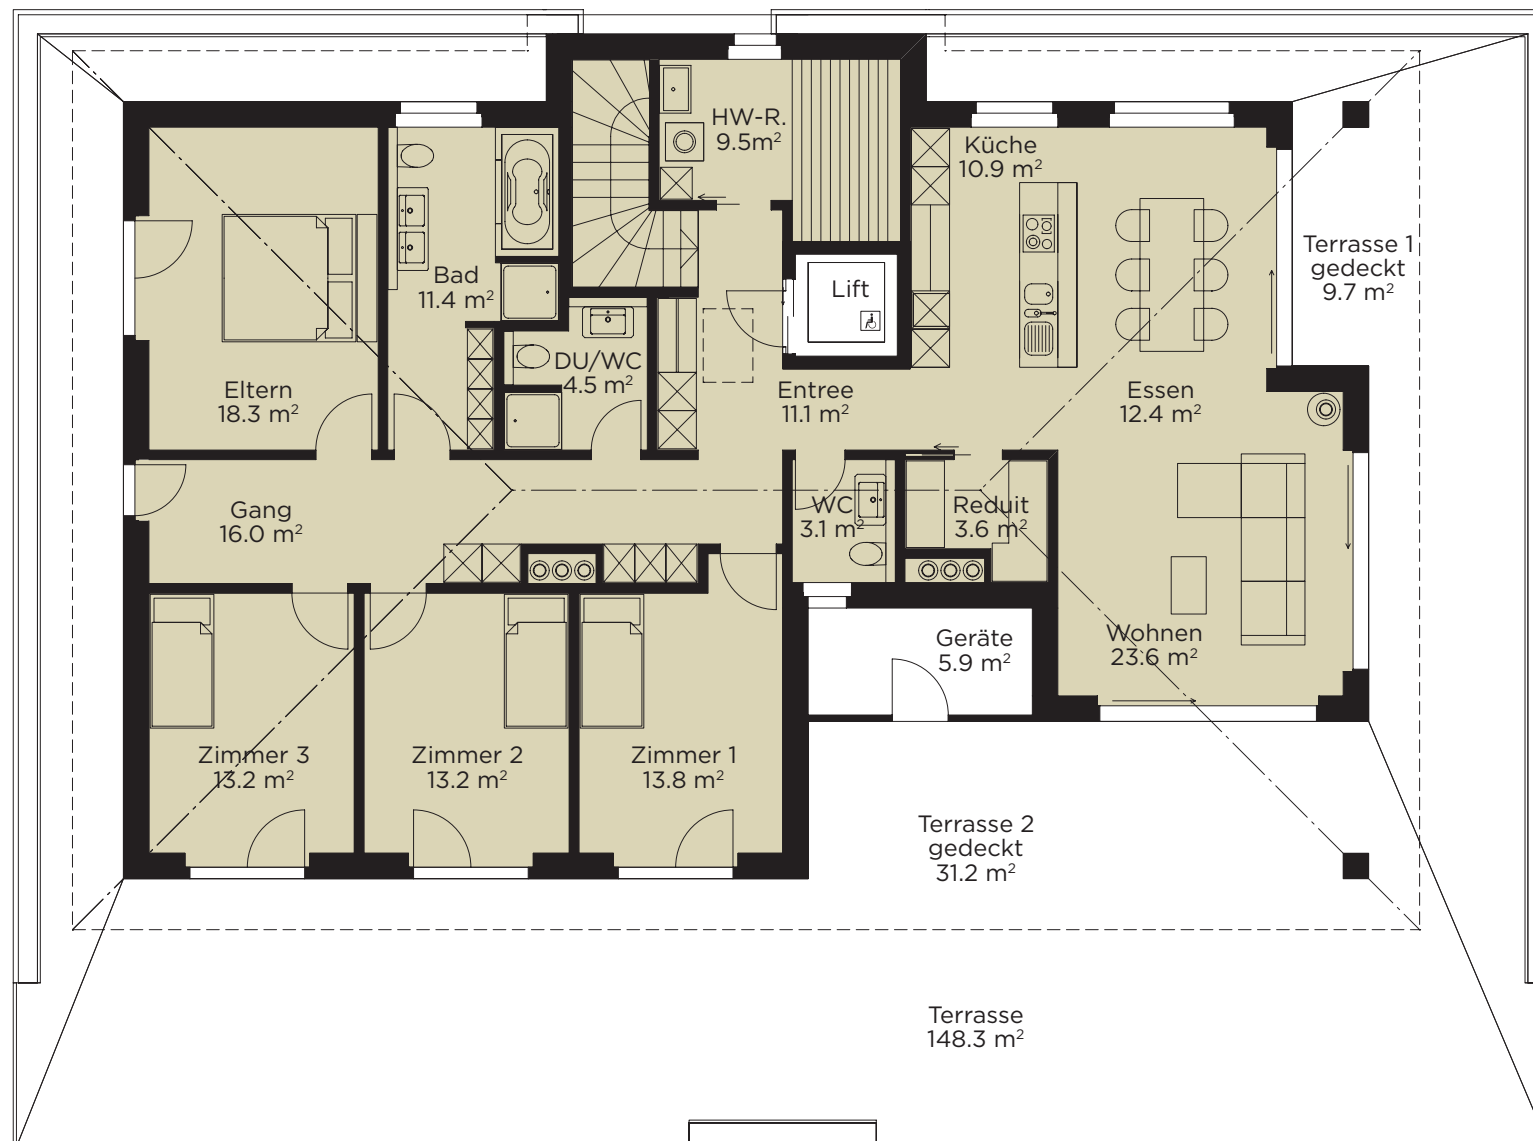 HW-R.
9.5m²
Küche
10.9 m²
Terrasse 1
gedeckt
9.7 m²
Bad
11.4 m²
Lift
DU/WC
4.5 m²
Eltern
18.3 m²
Entree
11.1 m²
Essen
12.4 m²
Gang
16.0 m²
WC
3.1 m²
Reduit
3.6 m²
Geräte
5.9 m²
Wohnen
23.6 m²
Zimmer 3
13.2 m²
Zimmer 2
13.2 m²
Zimmer 1
13.8 m²
Terrasse 2
gedeckt
31.2 m²
Terrasse
148.3 m²